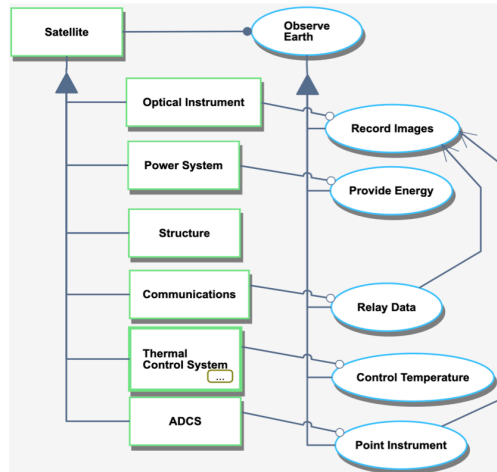 Satellite
Observe
Earth
Optical Instrument
Record Images
Power System
Provide Energy
Structure
Communications
Relay Data
Thermal
Control System
...
Control Temperature
ADCS
Point Instrument